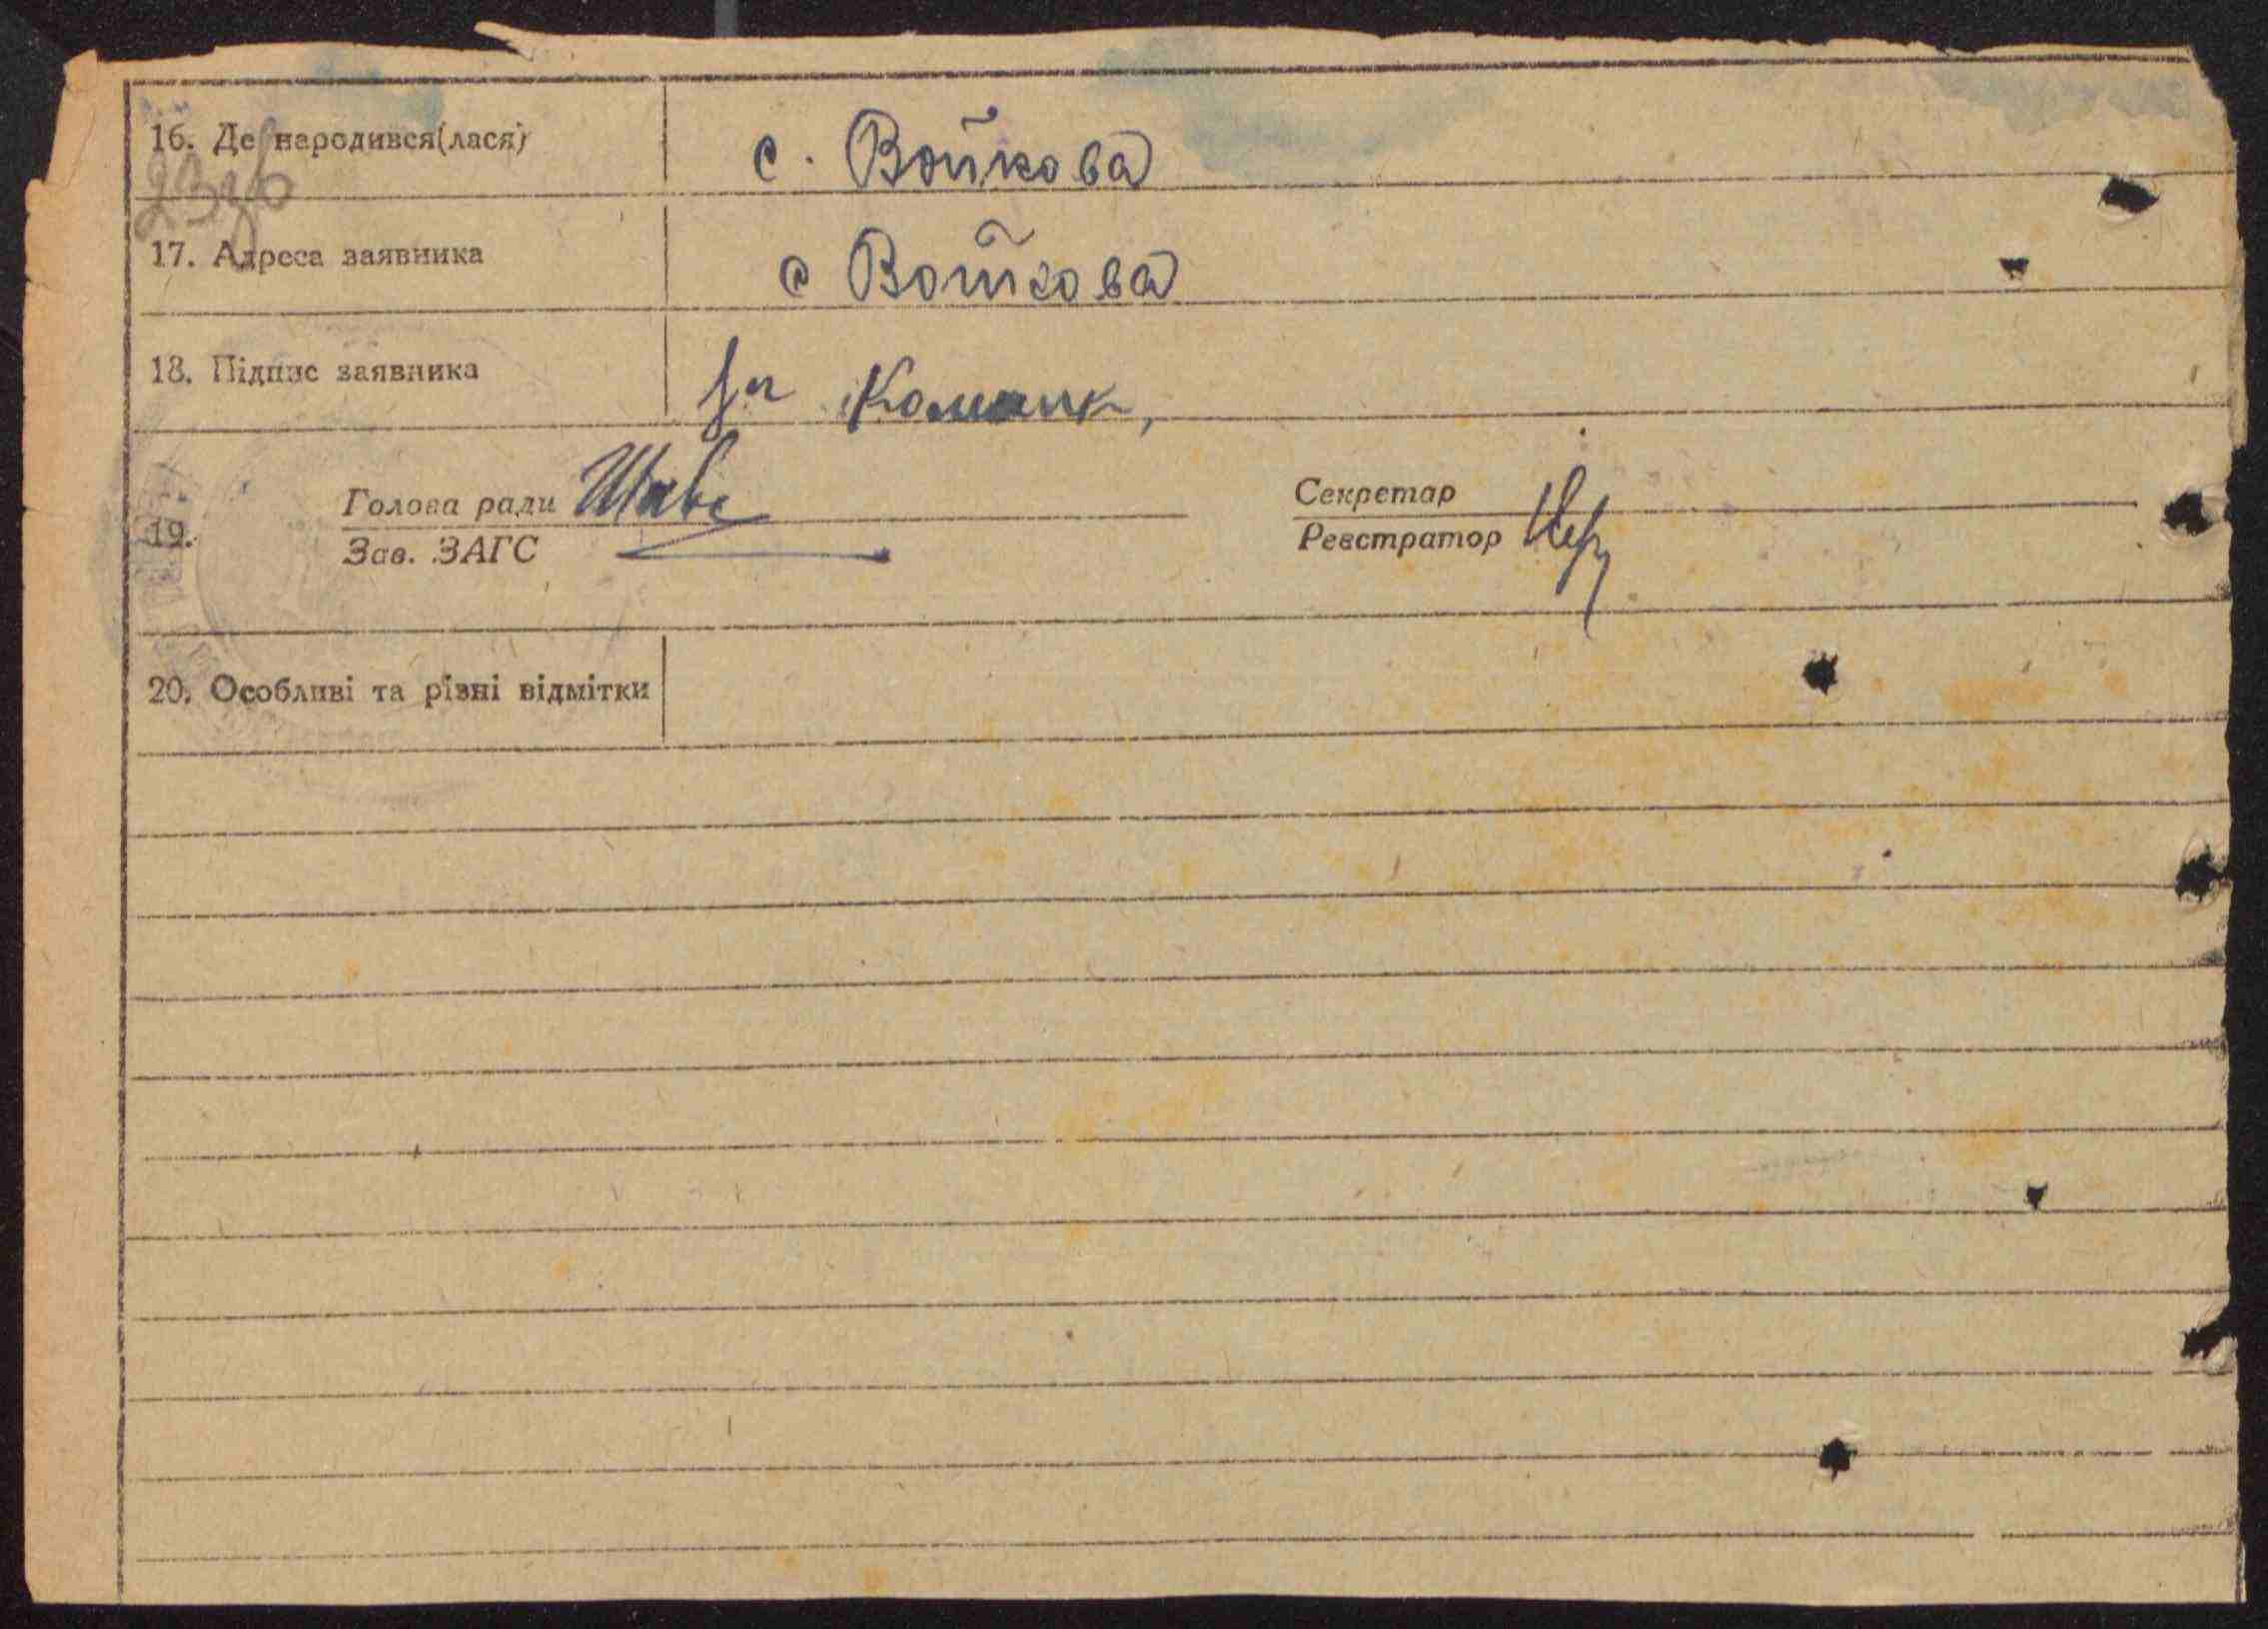 16. Де народився(лася)
с. Войкова
17. Адреса заявника
с Войкова
18. Підпис заявника
Голова ради
Секретар
19.
Зав. ЗАГС
Реєстратор
20. Особливі та різні відмітки